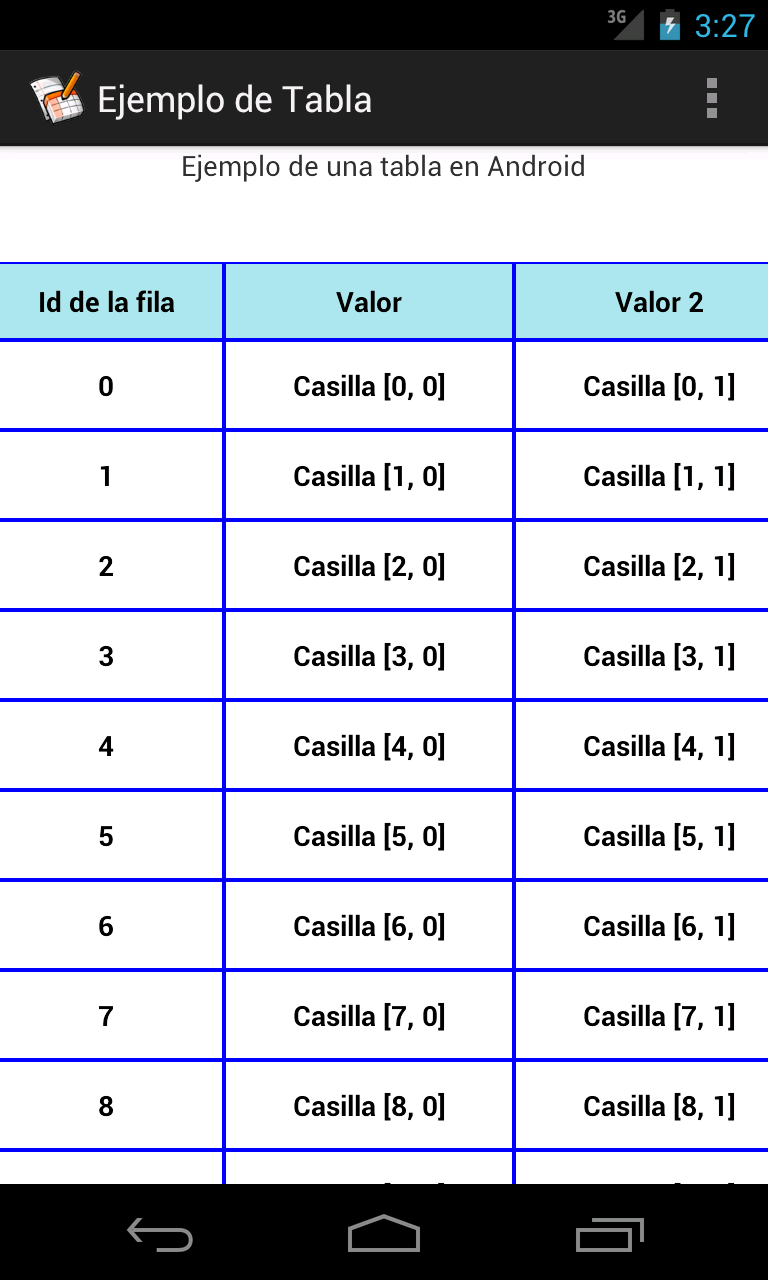 3G 3:27
Ejemplo de Tabla
Ejemplo de una tabla en Android
Id de la fila Valor Valor 2
0 Casilla [0, 0] Casilla [0, 1]
1 Casilla [1, 0] Casilla [1, 1]
2 Casilla [2, 0] Casilla [2, 1]
3 Casilla [3, 0] Casilla [3, 1]
4 Casilla [4, 0] Casilla [4, 1]
5 Casilla [5, 0] Casilla [5, 1]
6 Casilla [6, 0] Casilla [6, 1]
7 Casilla [7, 0] Casilla [7, 1]
8 Casilla [8, 0] Casilla [8, 1]